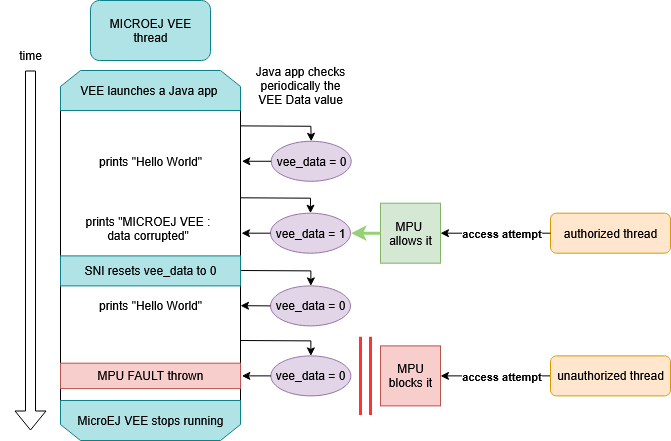 MICROEJ VEE
thread
time
Java app checks
periodically the
VEE Data value
VEE launches a Java app
prints "Hello World"
vee_data = 0
prints "MICROEJ VEE :
data corrupted"
vee_data = 1
MPU
allows it
access attempt
authorized thread
SNI resets vee_data to 0
prints "Hello World"
vee_data = 0
MPU FAULT thrown
vee_data = 0
MPU
blocks it
access attempt
unauthorized thread
MicroEJ VEE stops running